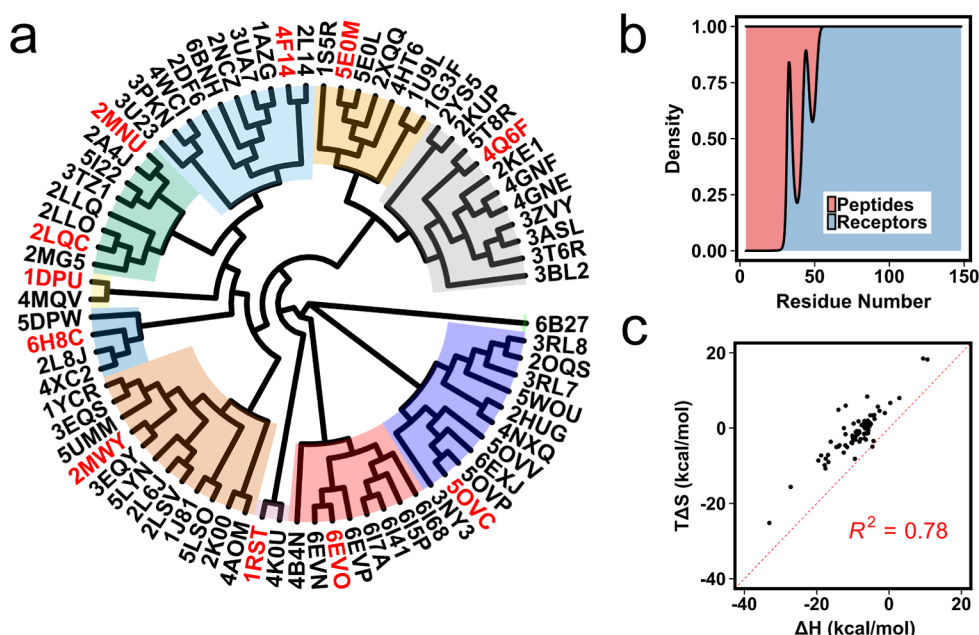 a
1S5R
5E0M
5E0L
2XQQ
4HT6
1U9L
1G3F
2YS5
2KUP
5T8R
4Q6F
2KE1
4GNF
4GNE
3ZVY
3ASL
3T6R
3BL2
6B27
3RL8
2OQS
3RL7
5WOU
2HUG
4NXQ
5OVV
6EXJ
5OVP
5OVC
3NY3
6I68
6I5P
6I41
6I7A
6EVP
6EVO
6EVN
4B4N
4K0U
1RST
4AOM
2K00
5LSO
1U81
2LSV
2L6J
5LYN
3EQY
2MWY
5UMM
3EQS
1YCR
4XC2
2L8J
6H8C
5DPW
4MQV
1DPU
2MG5
2LQC
2LLO
2LLQ
3TZ1
5I22
2A4J
2MNU
3U23
3PKN
4WCI
2DF6
6BNH
2NCZ
3UA7
1AZG
4F14
2L14
b
1.00
0.75
0.50
0.25
0.00
Density
Peptides
Receptors
0
50
100
150
Residue Number
c
20
0
-20
-40
TΔS (kcal/mol)
R² = 0.78
-40
-20
0
20
ΔH (kcal/mol)